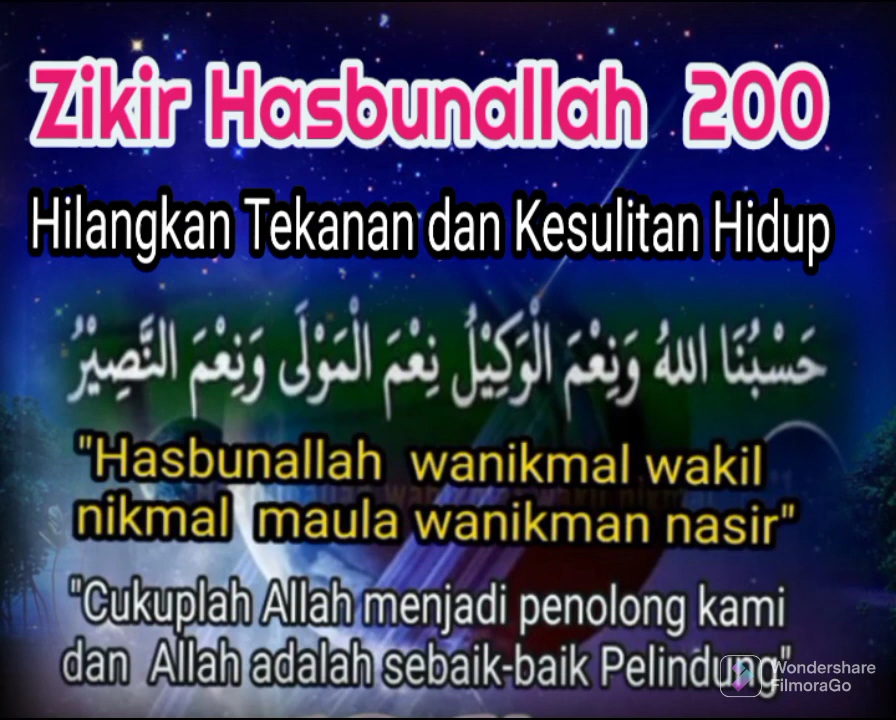 Zikir Hasbunallah 200
Hilangkan Tekanan dan Kesulitan Hidup
حَسْبُنَا اللهُ وَنِعْمَ الْوَكِيْلُ نِعْمَ الْمَوْلَى وَنِعْمَ النَّصِيْرُ
"Hasbunallah wanikmal wakil
nikmal maula wanikman nasir"
"Cukuplah Allah menjadi penolong kami
dan Allah adalah sebaik-baik Pelindung"
Wondershare
FilmoraGo